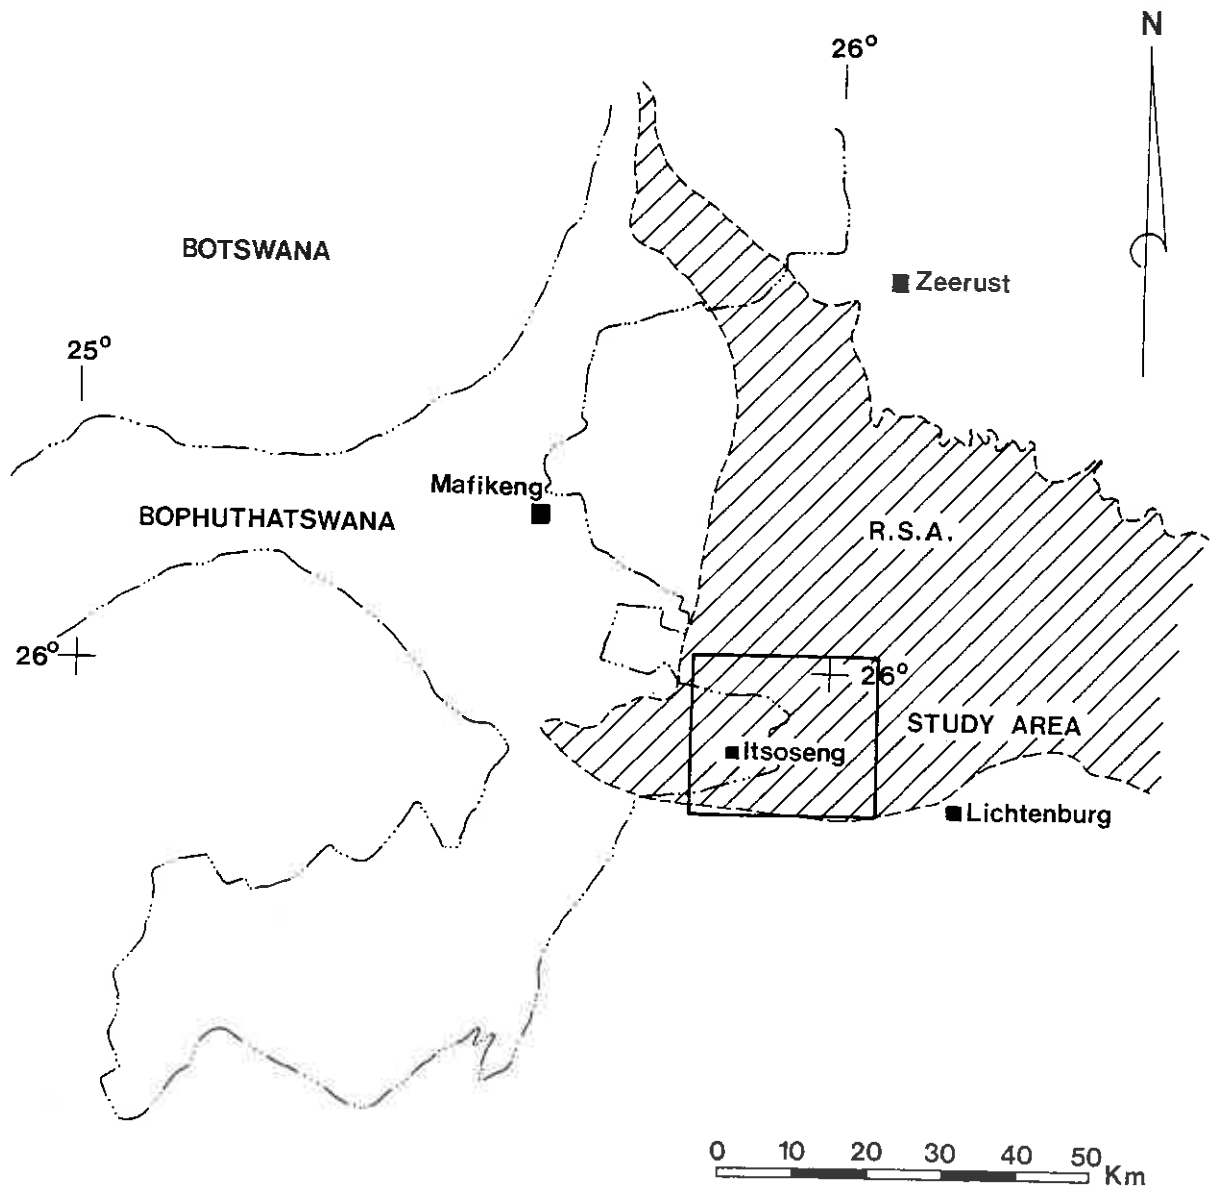 N
26°
BOTSWANA
Zeerust
25°
Mafikeng
BOPHUTHATSWANA
R.S.A.
26°
26°
STUDY AREA
Itsoseng
Lichtenburg
0 10 20 30 40 50 Km